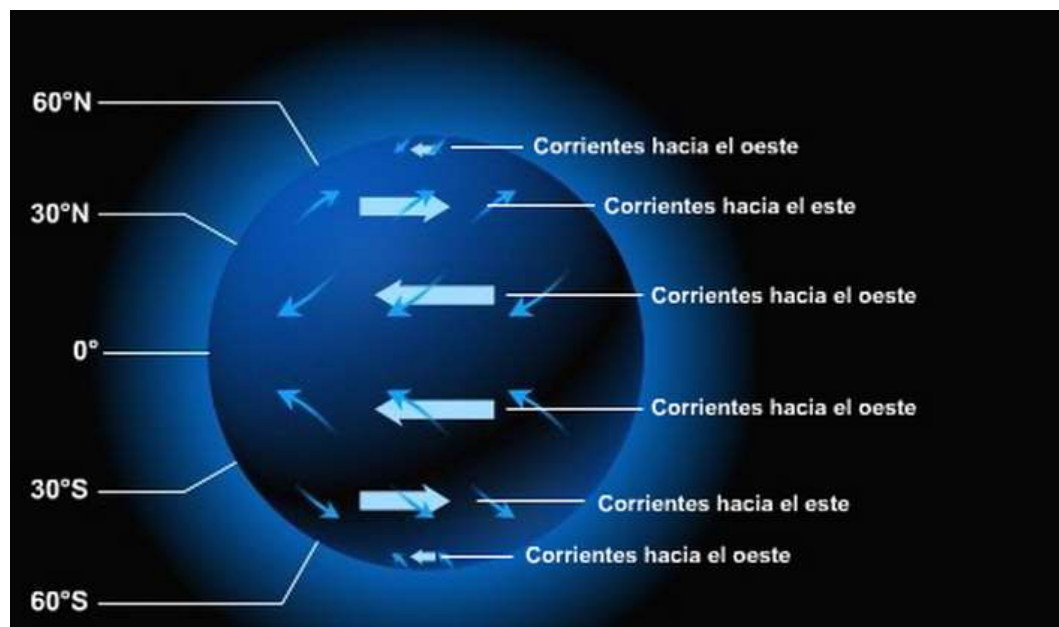 60°N
Corrientes hacia el oeste
30°N
Corrientes hacia el este
Corrientes hacia el oeste
0°
Corrientes hacia el oeste
30°S
Corrientes hacia el este
Corrientes hacia el oeste
60°S